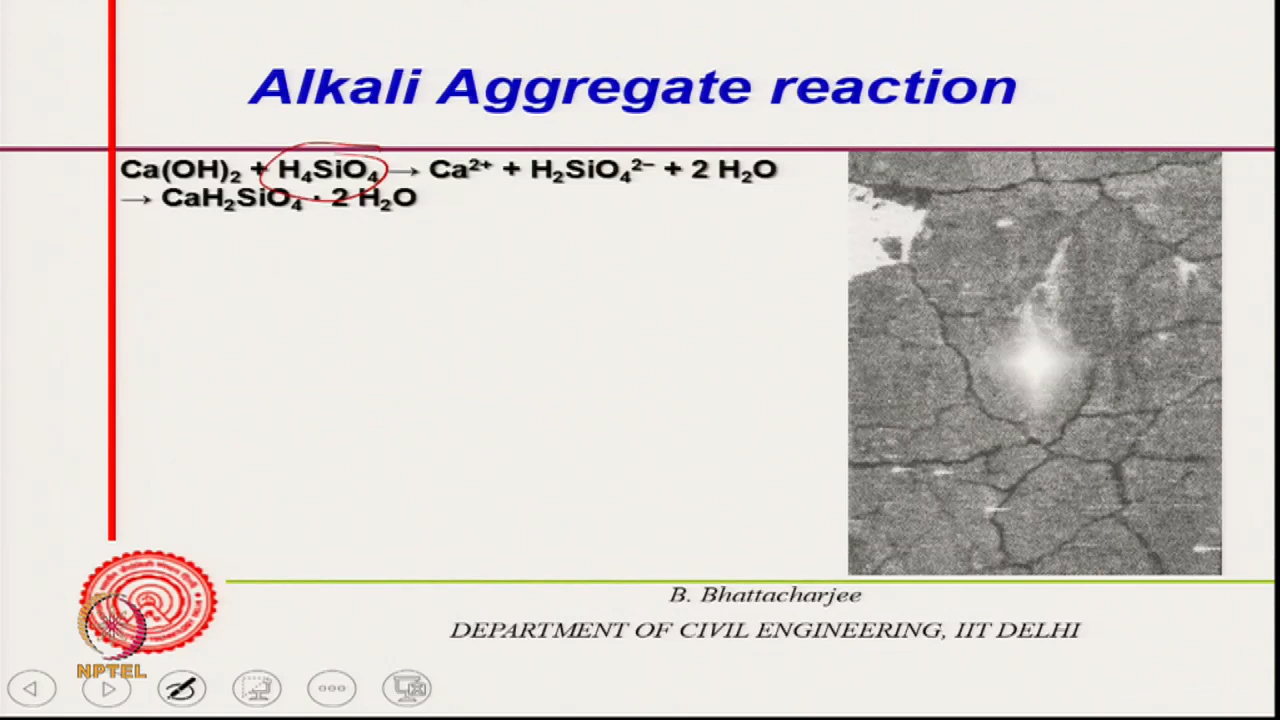 Alkali Aggregate reaction
Ca(OH)₂ + H₄SiO₄ → Ca²⁺ + H₂SiO₄²⁻ + 2 H₂O
→ CaH₂SiO₄ · 2 H₂O
B. Bhattacharjee
DEPARTMENT OF CIVIL ENGINEERING, IIT DELHI
NPTEL